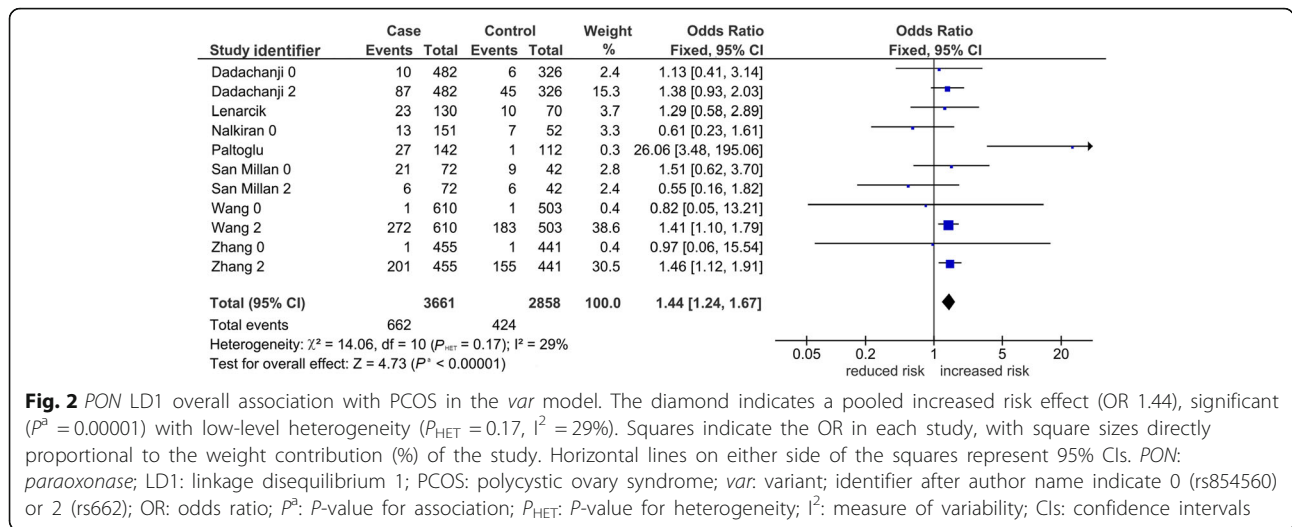 Case Control Weight Odds Ratio Odds Ratio
Study identifier Events Total Events Total % Fixed, 95% CI Fixed, 95% CI
Dadachanji 0 10 482 6 326 2.4 1.13 [0.41, 3.14]
Dadachanji 2 87 482 45 326 15.3 1.38 [0.93, 2.03]
Lenarcik 23 130 10 70 3.7 1.29 [0.58, 2.89]
Nalkiran 0 13 151 7 52 3.3 0.61 [0.23, 1.61]
Paltoglu 27 142 1 112 0.3 26.06 [3.48, 195.06]
San Millan 0 21 72 9 42 2.8 1.51 [0.62, 3.70]
San Millan 2 6 72 6 42 2.4 0.55 [0.16, 1.82]
Wang 0 1 610 1 503 0.4 0.82 [0.05, 13.21]
Wang 2 272 610 183 503 38.6 1.41 [1.10, 1.79]
Zhang 0 1 455 1 441 0.4 0.97 [0.06, 15.54]
Zhang 2 201 455 155 441 30.5 1.46 [1.12, 1.91]
Total (95% CI) 3661 2858 100.0 1.44 [1.24, 1.67]
Total events 662 424
Heterogeneity: χ² = 14.06, df = 10 (P_HET = 0.17); I² = 29%
Test for overall effect: Z = 4.73 (Pᵃ < 0.00001)
0.05 0.2 1 5 20
reduced risk increased risk
Fig. 2 PON LD1 overall association with PCOS in the var model. The diamond indicates a pooled increased risk effect (OR 1.44), significant
(Pᵃ = 0.00001) with low-level heterogeneity (P_HET = 0.17, I² = 29%). Squares indicate the OR in each study, with square sizes directly
proportional to the weight contribution (%) of the study. Horizontal lines on either side of the squares represent 95% CIs. PON:
paraoxonase; LD1: linkage disequilibrium 1; PCOS: polycystic ovary syndrome; var: variant; identifier after author name indicate 0 (rs854560)
or 2 (rs662); OR: odds ratio; Pᵃ: P-value for association; P_HET: P-value for heterogeneity; I²: measure of variability; CIs: confidence intervals